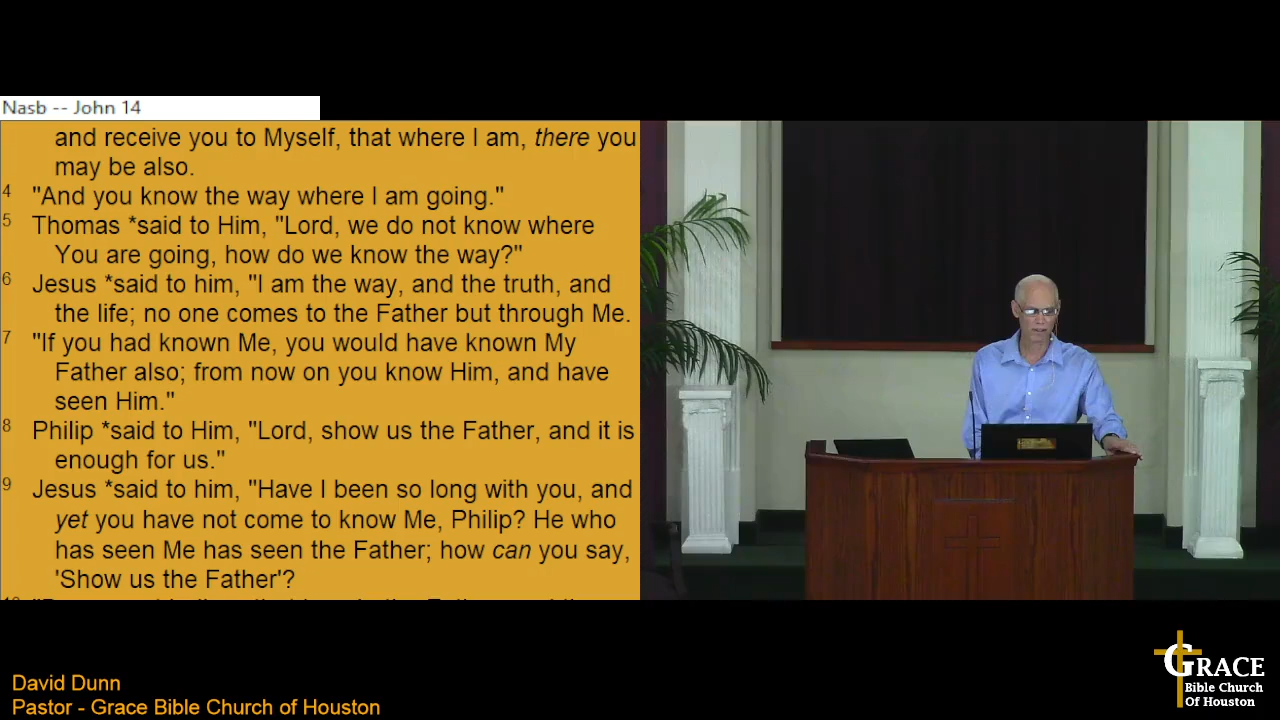 Nasb -- John 14
and receive you to Myself, that where I am, there you
may be also.
4 "And you know the way where I am going."
5 Thomas *said to Him, "Lord, we do not know where
You are going, how do we know the way?"
6 Jesus *said to him, "I am the way, and the truth, and
the life; no one comes to the Father but through Me.
7 "If you had known Me, you would have known My
Father also; from now on you know Him, and have
seen Him."
8 Philip *said to Him, "Lord, show us the Father, and it is
enough for us."
9 Jesus *said to him, "Have I been so long with you, and
yet you have not come to know Me, Philip? He who
has seen Me has seen the Father; how can you say,
'Show us the Father'?
David Dunn
Pastor - Grace Bible Church of Houston
GRACE
Bible Church
Of Houston